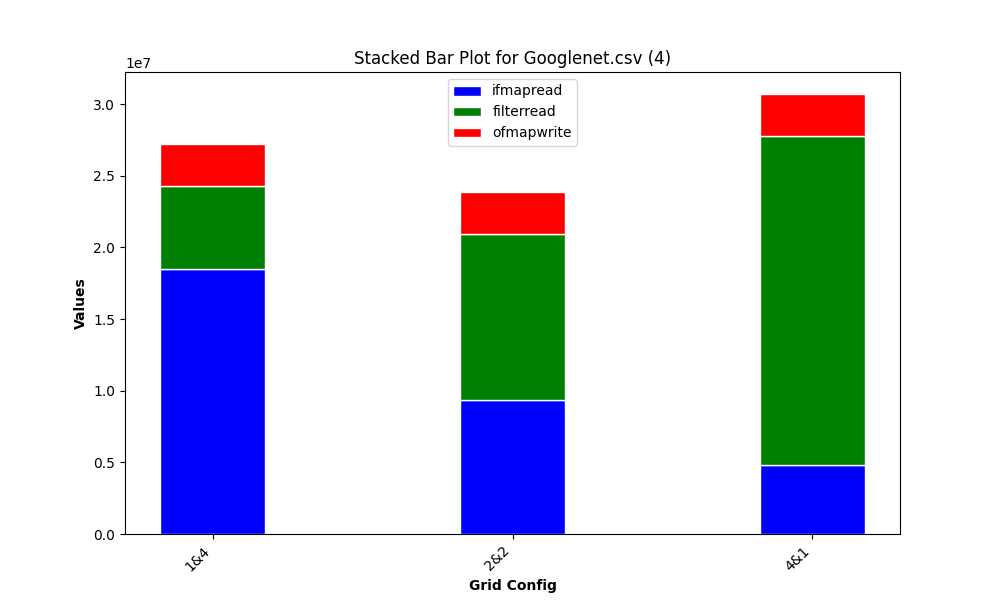 Stacked Bar Plot for Googlenet.csv (4)
1e7
ifmapread
filterread
ofmapwrite
3.0
2.5
2.0
1.5
1.0
0.5
0.0
Values
1&4
2&2
4&1
Grid Config